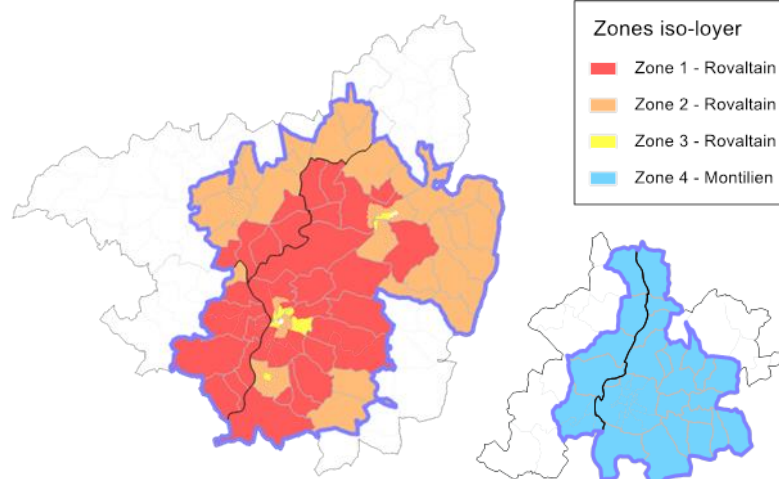 Zones iso-loyer
Zone 1 - Rovaltain
Zone 2 - Rovaltain
Zone 3 - Rovaltain
Zone 4 - Montilien